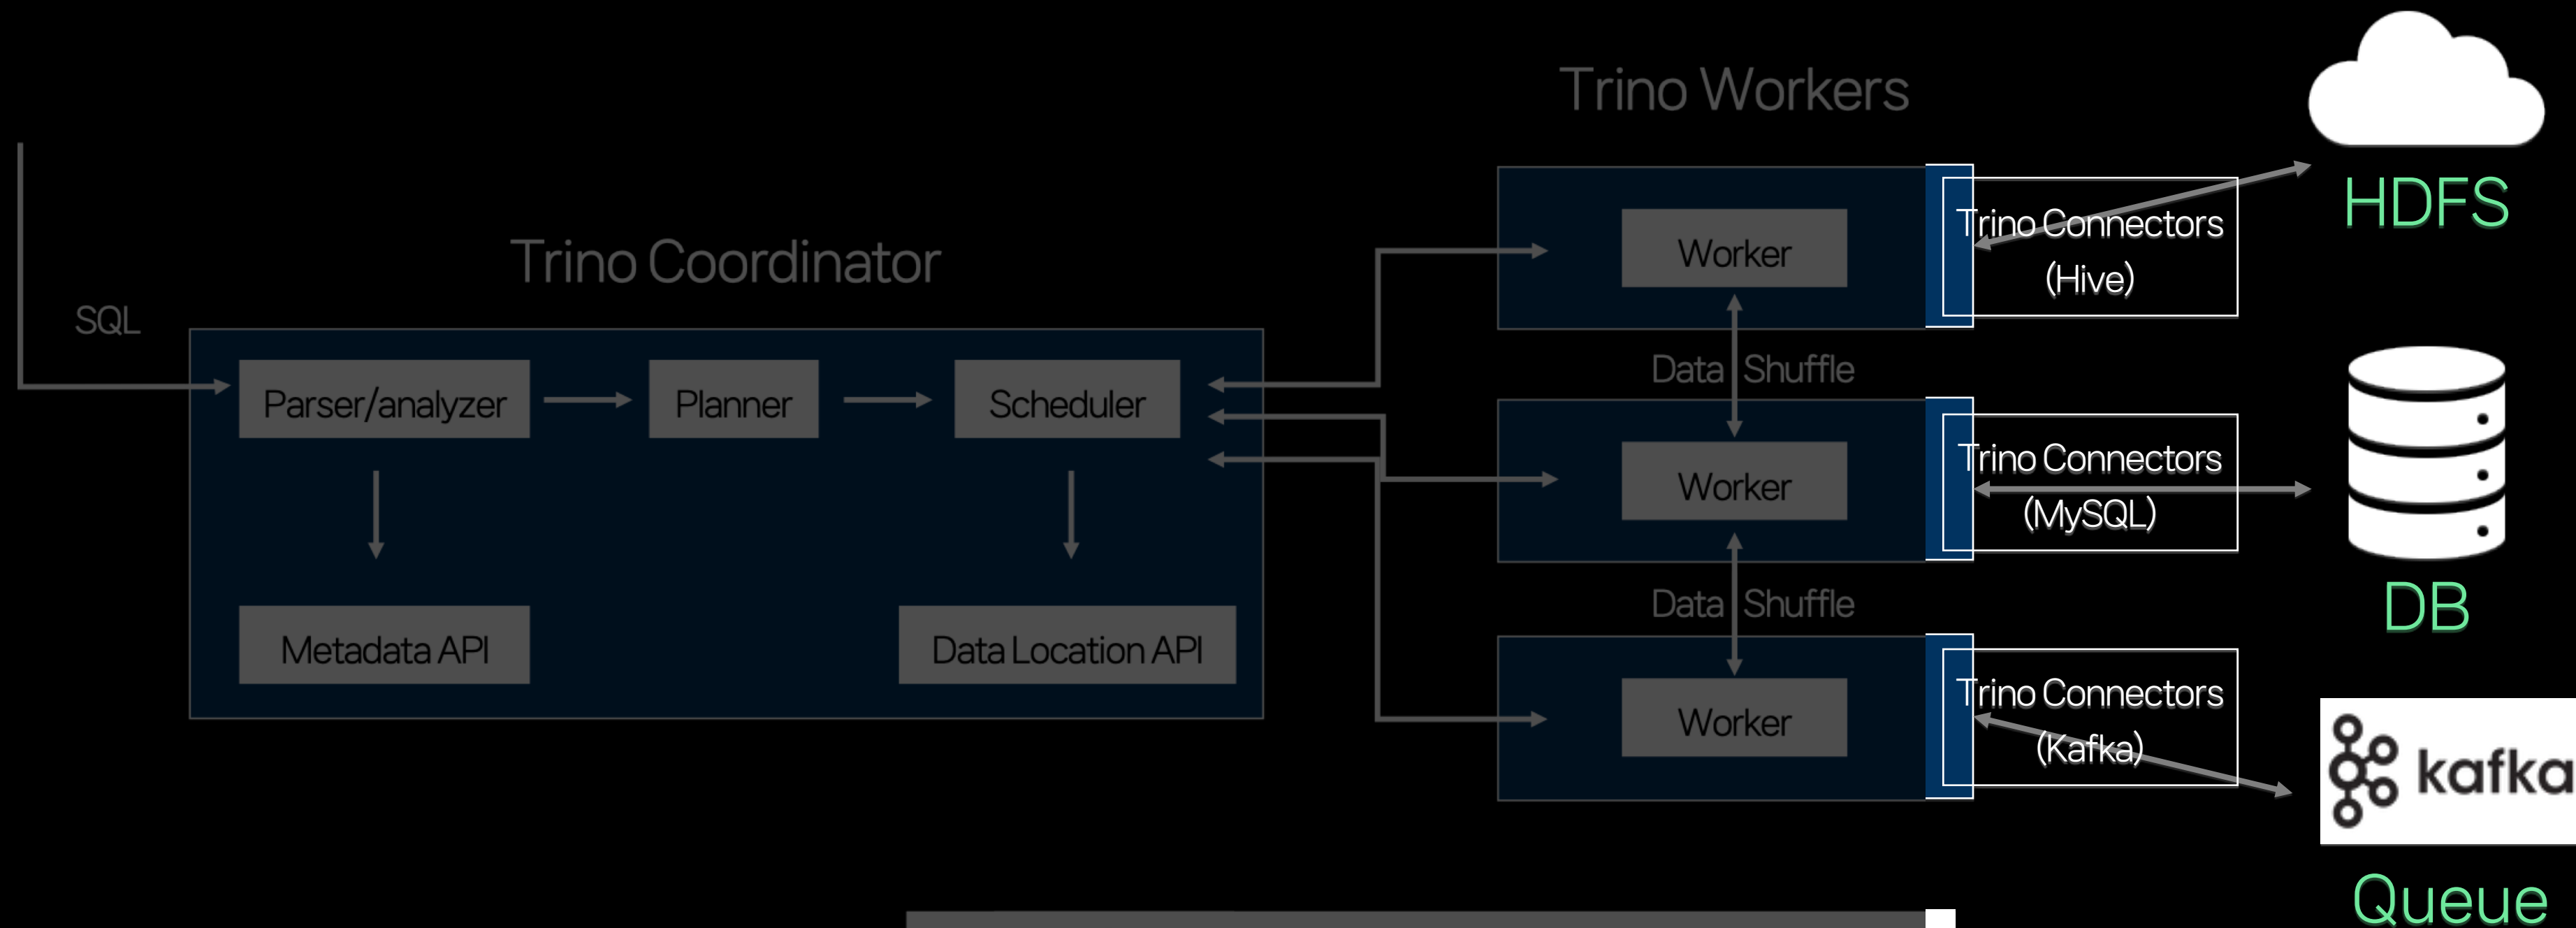 Trino Workers
HDFS
Trino Coordinator
SQL
Parser/analyzer
Planner
Scheduler
Metadata API
Data Location API
Worker
Data Shuffle
Worker
Data Shuffle
Worker
Trino Connectors
(Hive)
Trino Connectors
(MySQL)
Trino Connectors
(Kafka)
DB
kafka
Queue